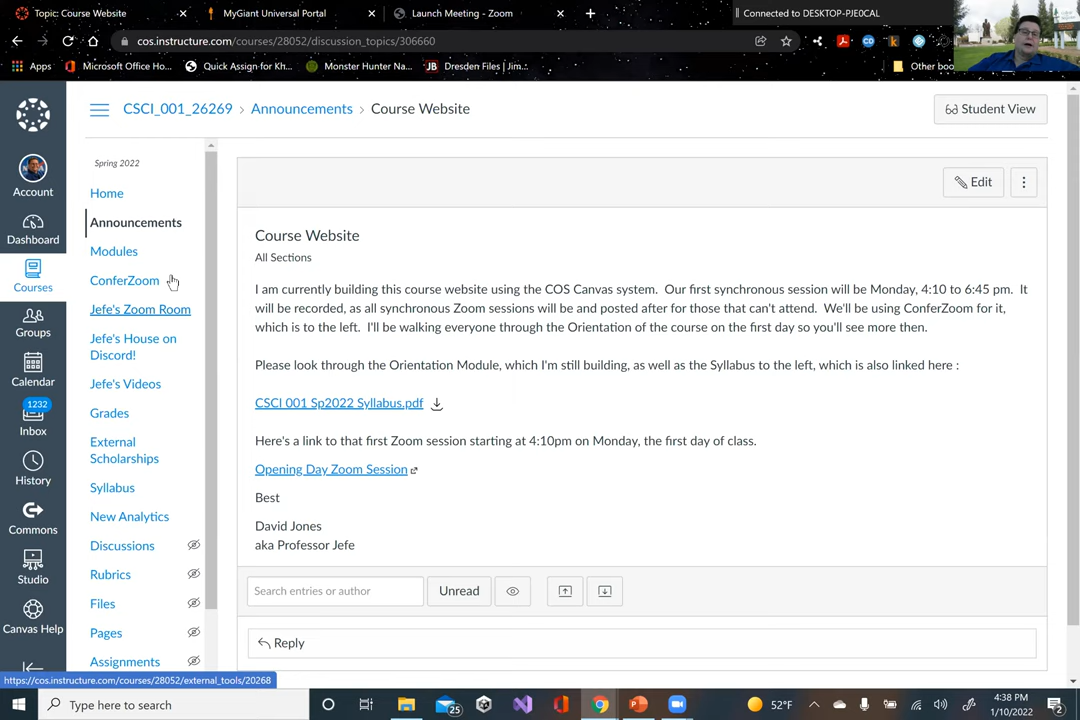 Topic: Course Website
MyGiant Universal Portal
Launch Meeting - Zoom
Connected to DESKTOP-PJE0CAL
cos.instructure.com/courses/28052/discussion_topics/306660
Apps
Microsoft Office Ho...
Quick Assign for Kh...
Monster Hunter Na...
JB
Dresden Files | Jim...
Other boo
CSCI_001_26269 › Announcements › Course Website
Student View
Account
Dashboard
Courses
Groups
Calendar
1232
Inbox
History
Commons
Studio
Canvas Help
Spring 2022
Home
Announcements
Modules
ConferZoom
Jefe's Zoom Room
Jefe's House on
Discord!
Jefe's Videos
Grades
External
Scholarships
Syllabus
New Analytics
Discussions
Rubrics
Files
Pages
Assignments
Edit
Course Website
All Sections
I am currently building this course website using the COS Canvas system. Our first synchronous session will be Monday, 4:10 to 6:45 pm. It
will be recorded, as all synchronous Zoom sessions will be and posted after for those that can't attend. We'll be using ConferZoom for it,
which is to the left. I'll be walking everyone through the Orientation of the course on the first day so you'll see more then.
Please look through the Orientation Module, which I'm still building, as well as the Syllabus to the left, which is also linked here :
CSCI 001 Sp2022 Syllabus.pdf
Here's a link to that first Zoom session starting at 4:10pm on Monday, the first day of class.
Opening Day Zoom Session
Best
David Jones
aka Professor Jefe
Search entries or author
Unread
Reply
https://cos.instructure.com/courses/28052/external_tools/20268
Type here to search
25
52°F
4:38 PM
1/10/2022
2